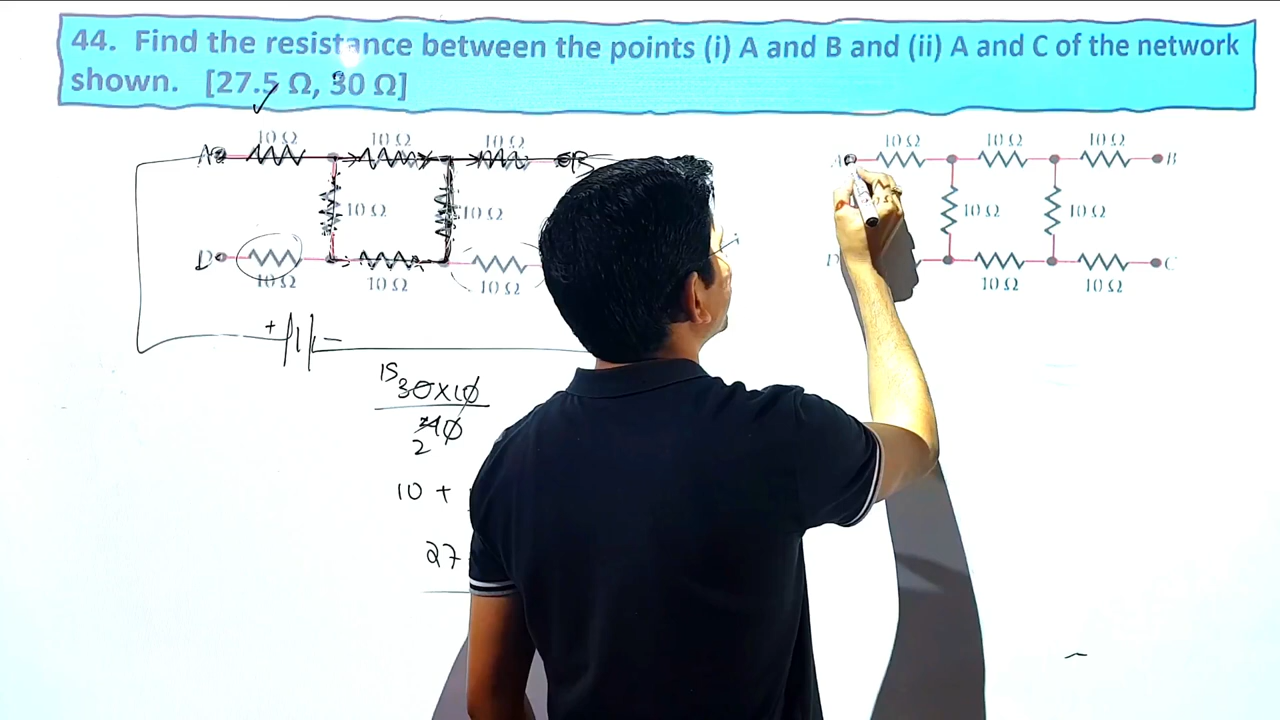 44. Find the resistance between the points (i) A and B and (ii) A and C of the network
shown. [27.5 Ω, 30 Ω]
10 Ω 10 Ω 10 Ω
A B
10 Ω 10 Ω
D
10 Ω 10 Ω 10 Ω
+ −
15
30×10
40
2
10 +
27
10 Ω 10 Ω 10 Ω
A B
10 Ω 10 Ω
C
10 Ω 10 Ω